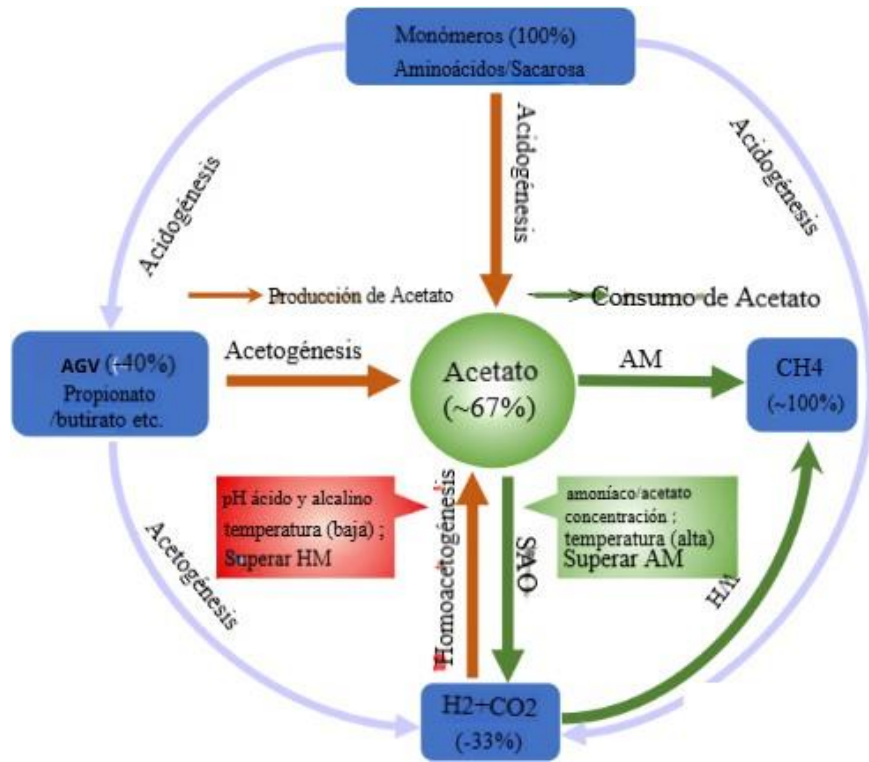 Monómeros (100%)
Aminoácidos/Sacarosa
Acidogénesis
Acidogénesis
Acidogénesis
Producción de Acetato
Consumo de Acetato
AGV (~40%)
Propionato
/butirato etc.
Acetogénesis
Acetato
(~67%)
AM
CH4
(~100%)
pH ácido y alcalino
temperatura (baja) ;
Superar HM
Homoacetogénesis
SAO
amoníaco/acetato
concentración ;
temperatura (alta)
Superar AM
Acetogénesis
H2+CO2
(-33%)